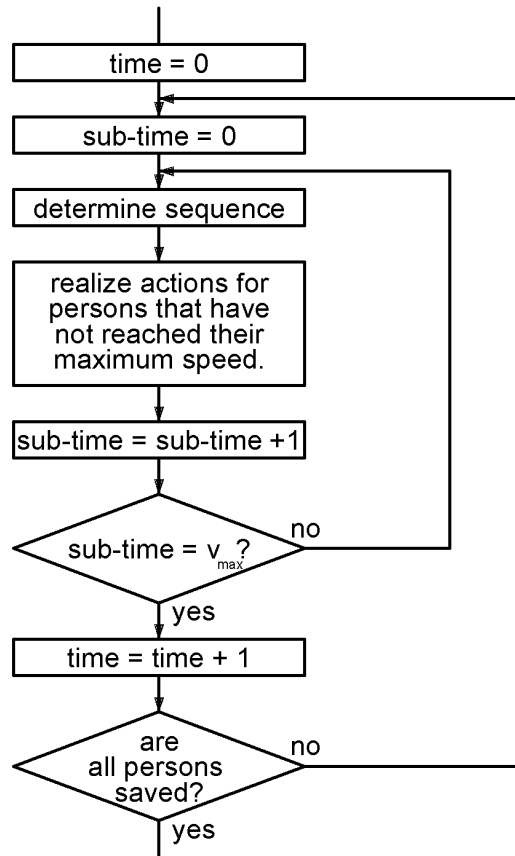 time = 0
sub-time = 0
determine sequence
realize actions for
persons that have
not reached their
maximum speed.
sub-time = sub-time +1
sub-time = vmax?
no
yes
time = time + 1
are
all persons
saved?
no
yes